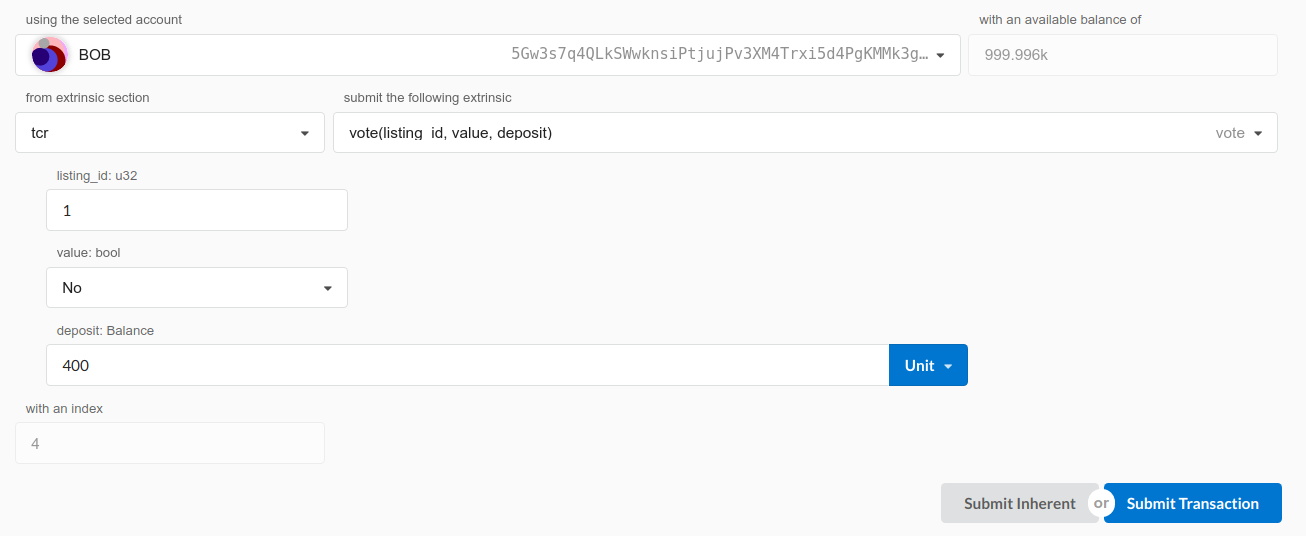 using the selected account
with an available balance of
BOB
5Gw3s7q4QLkSWwknsiPtjujPv3XM4Trxi5d4PgKMMk3g…
999.996k
from extrinsic section
submit the following extrinsic
tcr
vote(listing_id, value, deposit)
vote
listing_id: u32
1
value: bool
No
deposit: Balance
400
Unit
with an index
4
Submit Inherent
or
Submit Transaction